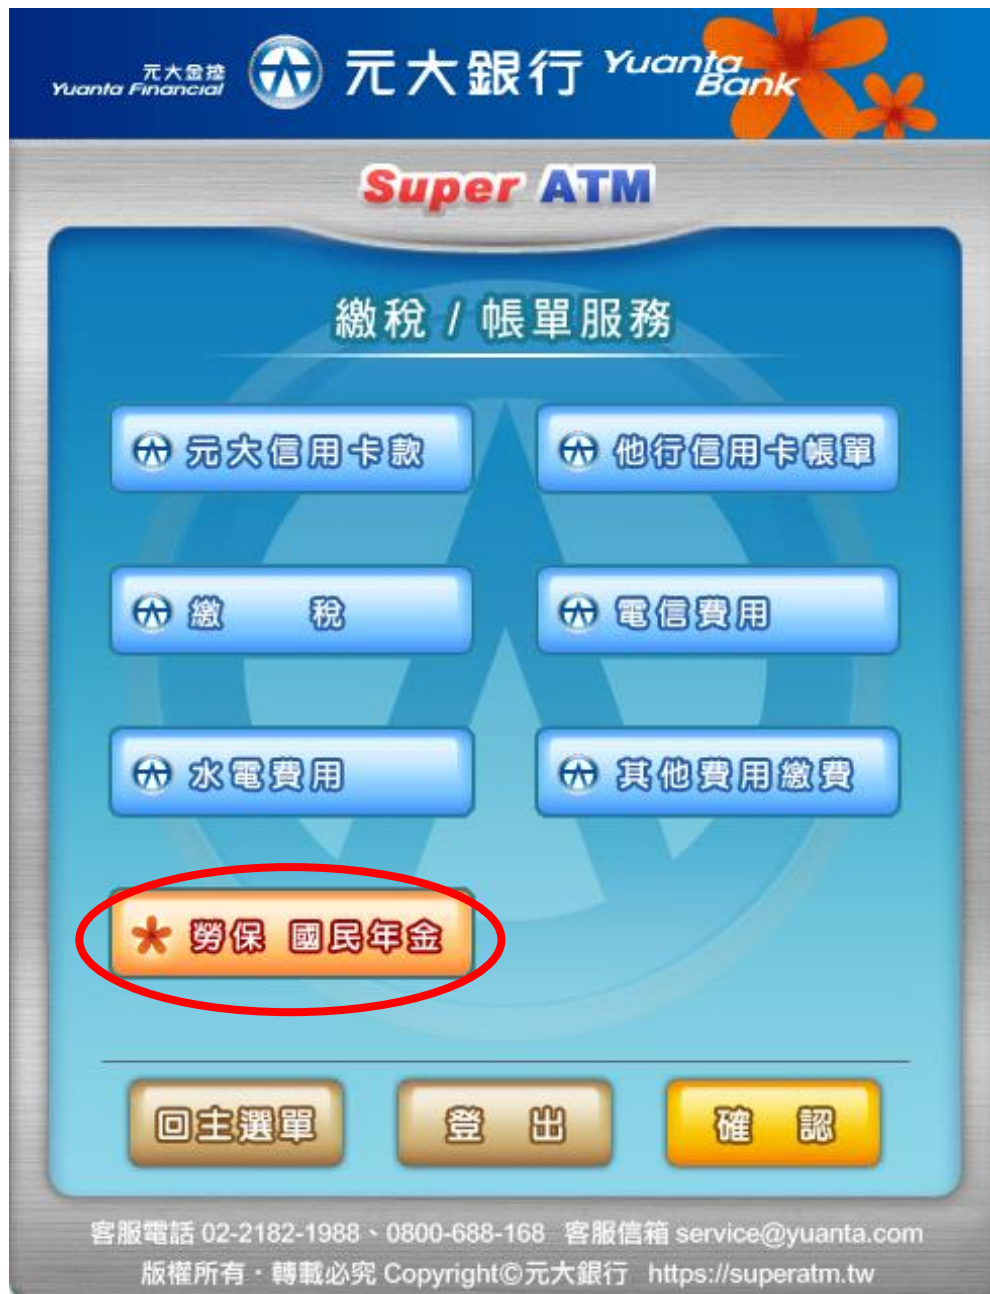 元大金控
Yuanta Financial
元大銀行 Yuanta Bank
Super ATM
繳稅 / 帳單服務
元大信用卡款 他行信用卡帳單
繳 稅 電信費用
水電費用 其他費用繳費
勞保 國民年金
回主選單 登 出 確 認
客服電話 02-2182-1988、0800-688-168 客服信箱 service@yuanta.com
版權所有・轉載必究 Copyright©元大銀行 https://superatm.tw